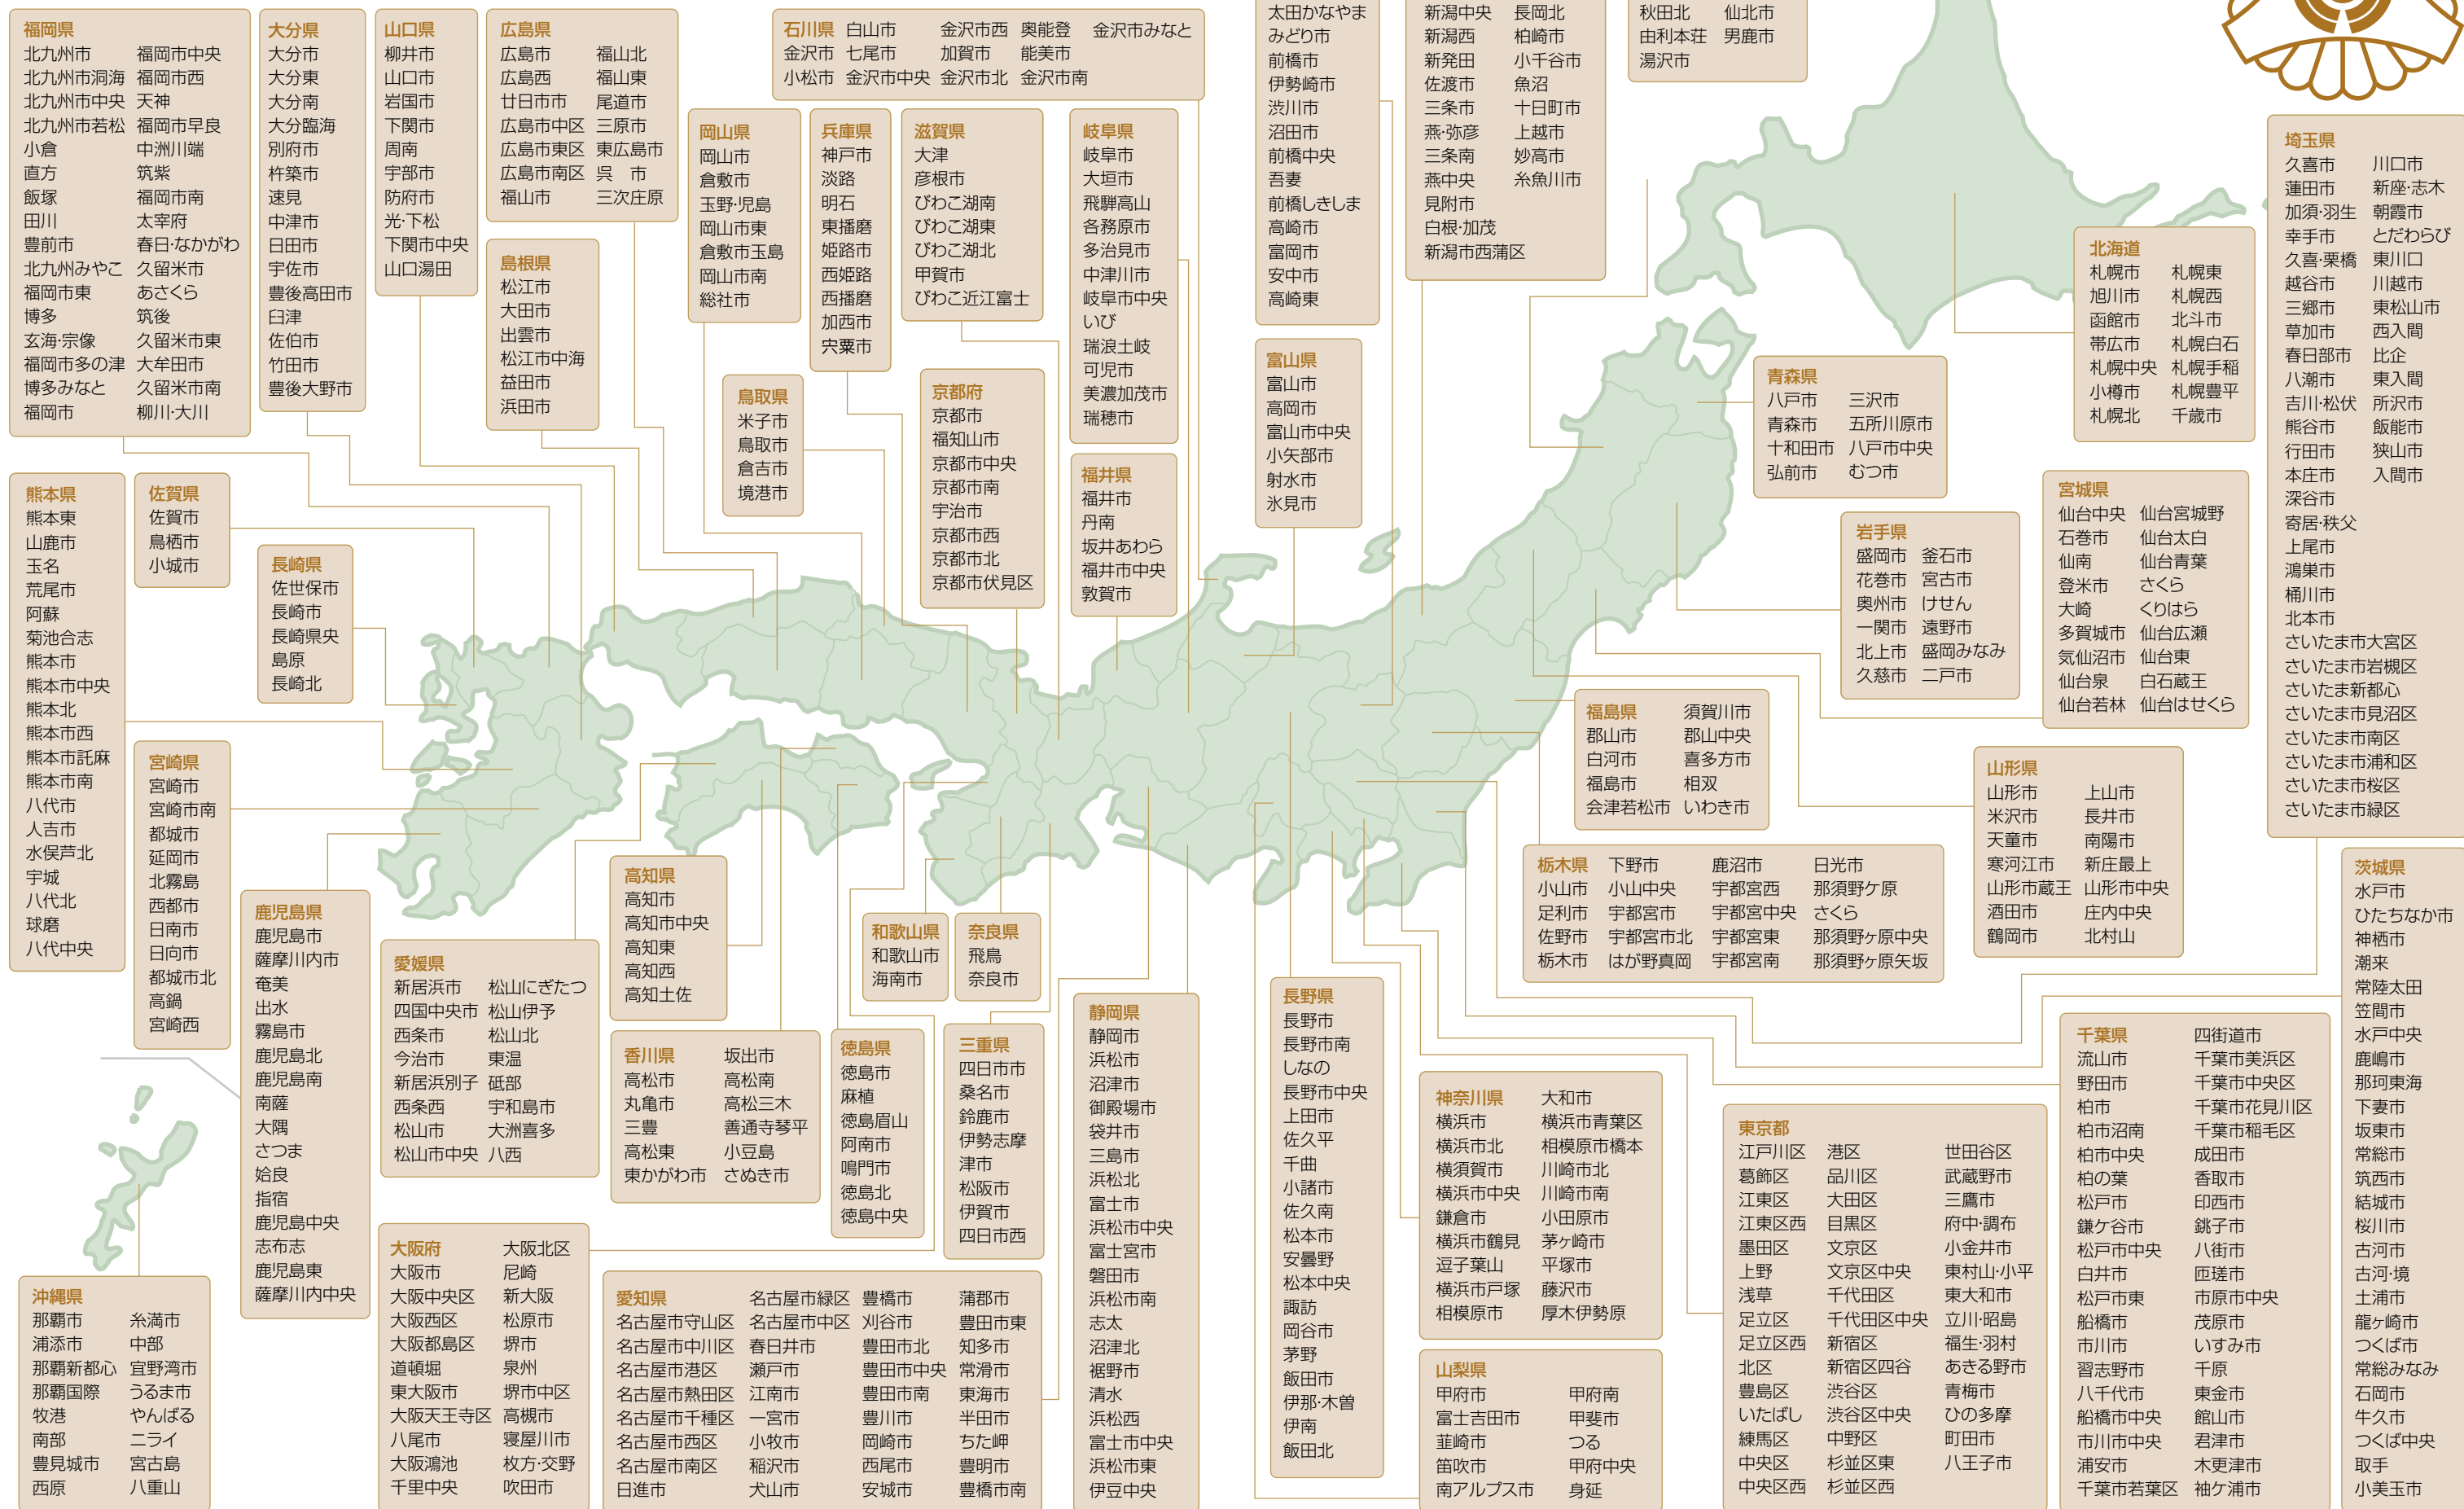 福岡県
北九州市 福岡市中央
北九州市洞海 福岡市西
北九州市中央 天神
北九州市若松 福岡市早良
小倉 中洲川端
直方 筑紫
飯塚 福岡市南
田川 太宰府
豊前市 春日・なかがわ
北九州みやこ 久留米市
福岡市東 あさくら
博多 筑後
玄海・宗像 久留米市東
福岡市多の津 大牟田市
博多みなと 久留米市南
福岡市 柳川・大川
大分県
大分市
大分東
大分南
大分臨海
別府市
杵築市
速見
中津市
日田市
宇佐市
豊後高田市
臼津
佐伯市
竹田市
豊後大野市
山口県
柳井市
山口市
岩国市
下関市
周南
宇部市
防府市
光・下松
下関市中央
山口湯田
広島県
広島市 福山北
広島西 福山東
廿日市市 尾道市
広島市中区 三原市
広島市東区 東広島市
広島市南区 呉　市
福山市 三次庄原
島根県
松江市
大田市
出雲市
松江市中海
益田市
浜田市
石川県 白山市 金沢市西 奥能登 金沢市みなと
金沢市 七尾市 加賀市 能美市
小松市 金沢市中央 金沢市北 金沢市南
岡山県
岡山市
倉敷市
玉野・児島
岡山市東
倉敷市玉島
岡山市南
総社市
兵庫県
神戸市
淡路
明石
東播磨
姫路市
西姫路
西播磨
加西市
宍粟市
滋賀県
大津
彦根市
びわこ湖南
びわこ湖東
びわこ湖北
甲賀市
びわこ近江富士
岐阜県
岐阜市
大垣市
飛騨高山
各務原市
多治見市
中津川市
岐阜市中央
いび
瑞浪土岐
可児市
美濃加茂市
瑞穂市
鳥取県
米子市
鳥取市
倉吉市
境港市
京都府
京都市
福知山市
京都市中央
京都市南
宇治市
京都市西
京都市北
京都市伏見区
福井県
福井市
丹南
坂井あわら
福井市中央
敦賀市
太田かなやま
みどり市
前橋市
伊勢崎市
渋川市
沼田市
前橋中央
吾妻
前橋しきしま
高崎市
富岡市
安中市
高崎東
富山県
富山市
高岡市
富山市中央
小矢部市
射水市
氷見市
新潟中央 長岡北
新潟西 柏崎市
新発田 小千谷市
佐渡市 魚沼
三条市 十日町市
燕・弥彦 上越市
三条南 妙高市
燕中央 糸魚川市
見附市
白根・加茂
新潟市西蒲区
秋田北 仙北市
由利本荘 男鹿市
湯沢市
埼玉県
久喜市 川口市
蓮田市 新座・志木
加須・羽生 朝霞市
幸手市 とだわらび
久喜・栗橋 東川口
越谷市 川越市
三郷市 東松山市
草加市 西入間
春日部市 比企
八潮市 東入間
吉川・松伏 所沢市
熊谷市 飯能市
行田市 狭山市
本庄市 入間市
深谷市
寄居・秩父
上尾市
鴻巣市
桶川市
北本市
さいたま市大宮区
さいたま市岩槻区
さいたま新都心
さいたま市見沼区
さいたま市南区
さいたま市浦和区
さいたま市桜区
さいたま市緑区
北海道
札幌市 札幌東
旭川市 札幌西
函館市 北斗市
帯広市 札幌白石
札幌中央 札幌手稲
小樽市 札幌豊平
札幌北 千歳市
青森県
八戸市 三沢市
青森市 五所川原市
十和田市 八戸市中央
弘前市 むつ市
岩手県
盛岡市 釜石市
花巻市 宮古市
奥州市 けせん
一関市 遠野市
北上市 盛岡みなみ
久慈市 二戸市
宮城県
仙台中央 仙台宮城野
石巻市 仙台太白
仙南 仙台青葉
登米市 さくら
大崎 くりはら
多賀城市 仙台広瀬
気仙沼市 仙台東
仙台泉 白石蔵王
仙台若林 仙台はせくら
福島県 須賀川市
郡山市 郡山中央
白河市 喜多方市
福島市 相双
会津若松市 いわき市
山形県
山形市 上山市
米沢市 長井市
天童市 南陽市
寒河江市 新庄最上
山形市蔵王 山形市中央
酒田市 庄内中央
鶴岡市 北村山
栃木県 下野市 鹿沼市 日光市
小山市 小山中央 宇都宮西 那須野ケ原
足利市 宇都宮市 宇都宮中央 さくら
佐野市 宇都宮市北 宇都宮東 那須野ヶ原中央
栃木市 はが野真岡 宇都宮南 那須野ヶ原矢坂
茨城県
水戸市
ひたちなか市
神栖市
潮来
常陸太田
笠間市
水戸中央
鹿嶋市
那珂東海
下妻市
坂東市
常総市
筑西市
結城市
桜川市
古河市
古河・境
土浦市
龍ヶ崎市
つくば市
常総みなみ
石岡市
牛久市
つくば中央
取手
小美玉市
熊本県
熊本東
山鹿市
玉名
荒尾市
阿蘇
菊池合志
熊本市
熊本市中央
熊本北
熊本市西
熊本市託麻
熊本市南
八代市
人吉市
水俣芦北
宇城
八代北
球磨
八代中央
佐賀県
佐賀市
鳥栖市
小城市
長崎県
佐世保市
長崎市
長崎県央
島原
長崎北
宮崎県
宮崎市
宮崎市南
都城市
延岡市
北霧島
西都市
日南市
日向市
都城市北
高鍋
宮崎西
鹿児島県
鹿児島市
薩摩川内市
奄美
出水
霧島市
鹿児島北
鹿児島南
南薩
大隅
さつま
姶良
指宿
鹿児島中央
志布志
鹿児島東
薩摩川内中央
沖縄県
那覇市 糸満市
浦添市 中部
那覇新都心 宜野湾市
那覇国際 うるま市
牧港 やんばる
南部 ニライ
豊見城市 宮古島
西原 八重山
愛媛県
新居浜市 松山にぎたつ
四国中央市 松山伊予
西条市 松山北
今治市 東温
新居浜別子 砥部
西条西 宇和島市
松山市 大洲喜多
松山市中央 八西
高知県
高知市
高知市中央
高知東
高知西
高知土佐
香川県 坂出市
高松市 高松南
丸亀市 高松三木
三豊 善通寺琴平
高松東 小豆島
東かがわ市 さぬき市
徳島県
徳島市
麻植
徳島眉山
阿南市
鳴門市
徳島北
徳島中央
和歌山県
和歌山市
海南市
奈良県
飛鳥
奈良市
三重県
四日市市
桑名市
鈴鹿市
伊勢志摩
津市
松阪市
伊賀市
四日市西
大阪府 大阪北区
大阪市 尼崎
大阪中央区 新大阪
大阪西区 松原市
大阪都島区 堺市
道頓堀 泉州
東大阪市 堺市中区
大阪天王寺区 高槻市
八尾市 寝屋川市
大阪鴻池 枚方・交野
千里中央 吹田市
愛知県 名古屋市緑区 豊橋市 蒲郡市
名古屋市守山区 名古屋市中区 刈谷市 豊田市東
名古屋市中川区 春日井市 豊田市北 知多市
名古屋市港区 瀬戸市 豊田市中央 常滑市
名古屋市熱田区 江南市 豊田市南 東海市
名古屋市千種区 一宮市 豊川市 半田市
名古屋市西区 小牧市 岡崎市 ちた岬
名古屋市南区 稲沢市 西尾市 豊明市
日進市 犬山市 安城市 豊橋市南
静岡県
静岡市
浜松市
沼津市
御殿場市
袋井市
三島市
浜松北
富士市
浜松市中央
富士宮市
磐田市
浜松市南
志太
沼津北
裾野市
清水
浜松西
富士市中央
浜松市東
伊豆中央
長野県
長野市
長野市南
しなの
長野市中央
上田市
佐久平
千曲
小諸市
佐久南
松本市
安曇野
松本中央
諏訪
岡谷市
茅野
飯田市
伊那・木曽
伊南
飯田北
神奈川県 大和市
横浜市 横浜市青葉区
横浜市北 相模原市橋本
横須賀市 川崎市北
横浜市中央 川崎市南
鎌倉市 小田原市
横浜市鶴見 茅ヶ崎市
逗子葉山 平塚市
横浜市戸塚 藤沢市
相模原市 厚木伊勢原
山梨県
甲府市 甲府南
富士吉田市 甲斐市
韮崎市 つる
笛吹市 甲府中央
南アルプス市 身延
東京都
江戸川区 港区 世田谷区
葛飾区 品川区 武蔵野市
江東区 大田区 三鷹市
江東区西 目黒区 府中・調布
墨田区 文京区 小金井市
上野 文京区中央 東村山・小平
浅草 千代田区 東大和市
足立区 千代田区中央 立川・昭島
足立区西 新宿区 福生・羽村
北区 新宿区四谷 あきる野市
豊島区 渋谷区 青梅市
いたばし 渋谷区中央 ひの多摩
練馬区 中野区 町田市
中央区 杉並区東 八王子市
中央区西 杉並区西
千葉県 四街道市
流山市 千葉市美浜区
野田市 千葉市中央区
柏市 千葉市花見川区
柏市沼南 千葉市稲毛区
柏市中央 成田市
柏の葉 香取市
松戸市 印西市
鎌ケ谷市 銚子市
松戸市中央 八街市
白井市 匝瑳市
松戸市東 市原市中央
船橋市 茂原市
市川市 いすみ市
習志野市 千原
八千代市 東金市
船橋市中央 館山市
市川市中央 君津市
浦安市 木更津市
千葉市若葉区 袖ケ浦市